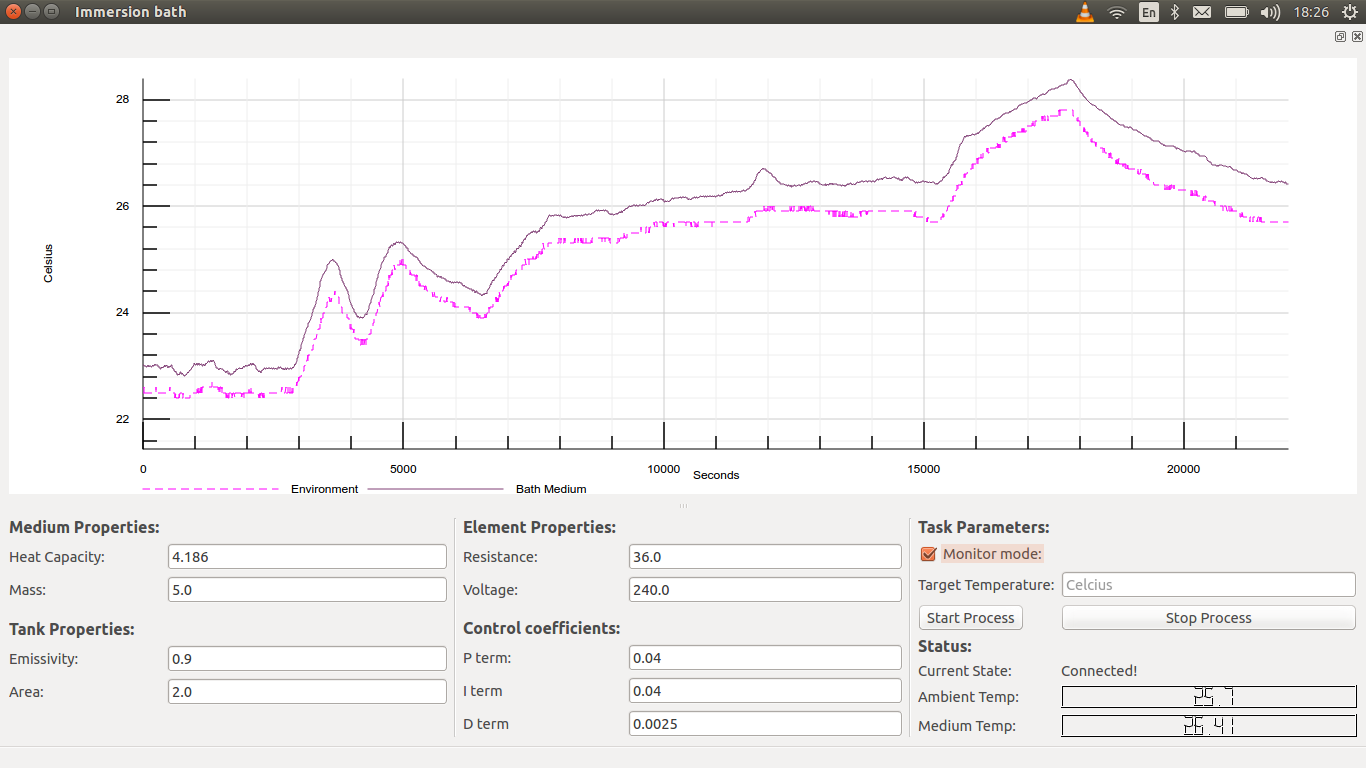 Immersion bath
En
18:26
28
26
24
22
Celsius
0 5000 10000 15000 20000
Seconds
Environment Bath Medium
Medium Properties:
Heat Capacity: 4.186
Mass: 5.0
Tank Properties:
Emissivity: 0.9
Area: 2.0
Element Properties:
Resistance: 36.0
Voltage: 240.0
Control coefficients:
P term: 0.04
I term 0.04
D term 0.0025
Task Parameters:
Monitor mode:
Target Temperature: Celcius
Start Process Stop Process
Status:
Current State: Connected!
Ambient Temp: 25.7
Medium Temp: 26.41